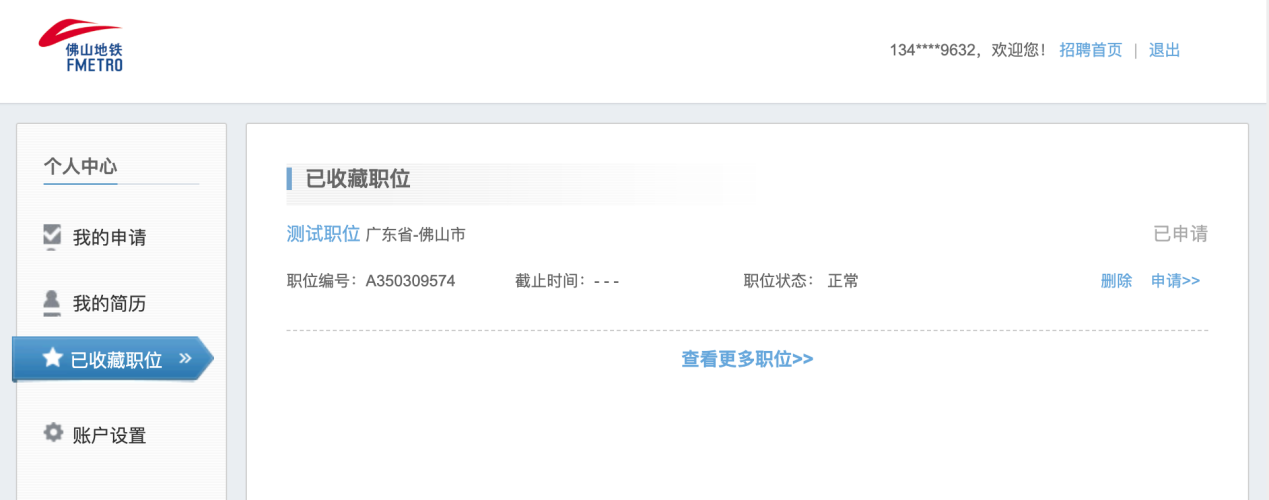 佛山地铁
FMETRO
134****9632，欢迎您！ 招聘首页 | 退出
个人中心
我的申请
我的简历
已收藏职位 »
账户设置
已收藏职位
测试职位 广东省-佛山市 已申请
职位编号：A350309574 截止时间：- - - 职位状态： 正常 删除 申请>>
查看更多职位>>